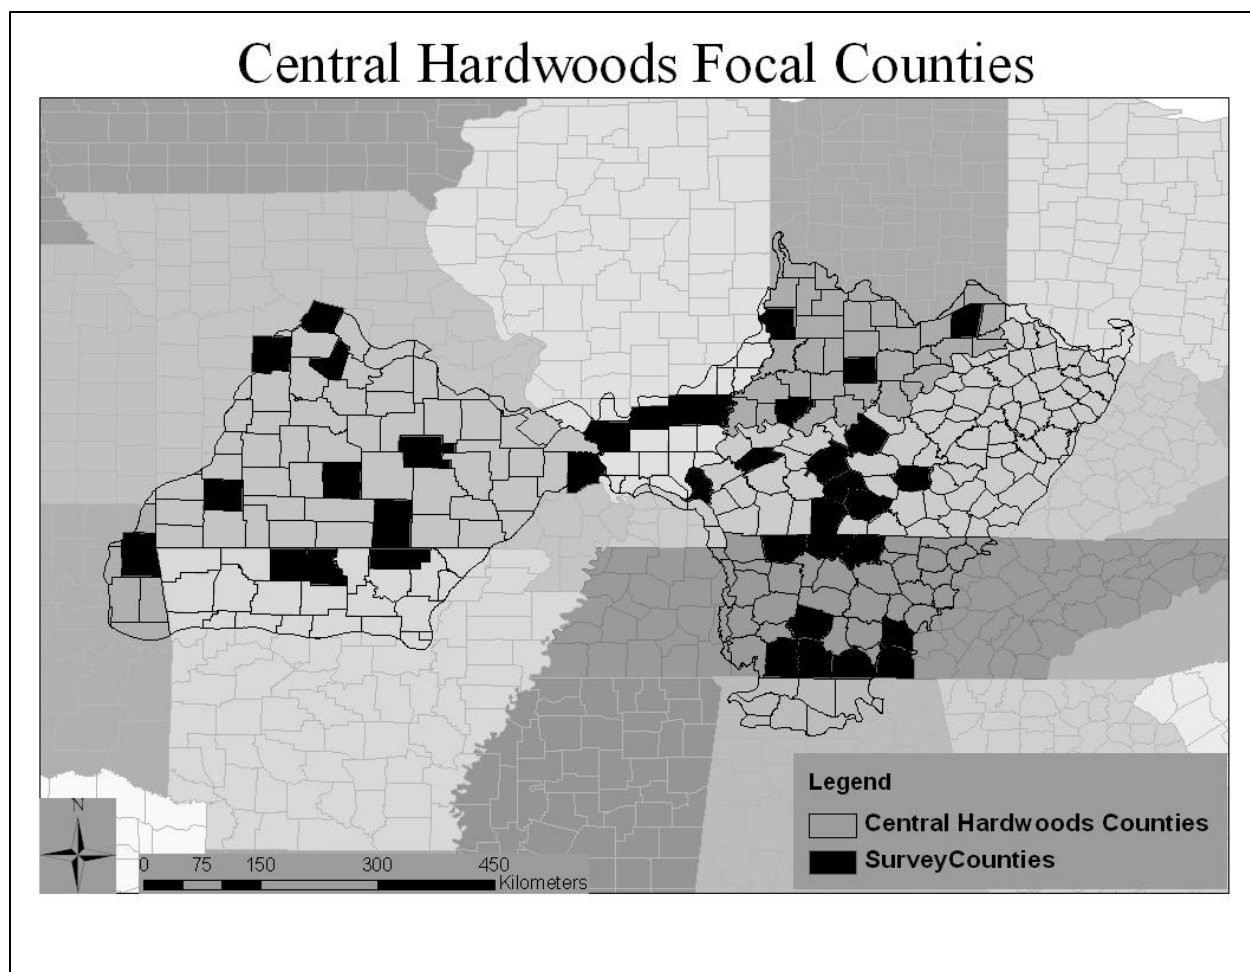 Central Hardwoods Focal Counties
Legend
Central Hardwoods Counties
SurveyCounties
N
0 75 150 300 450
Kilometers